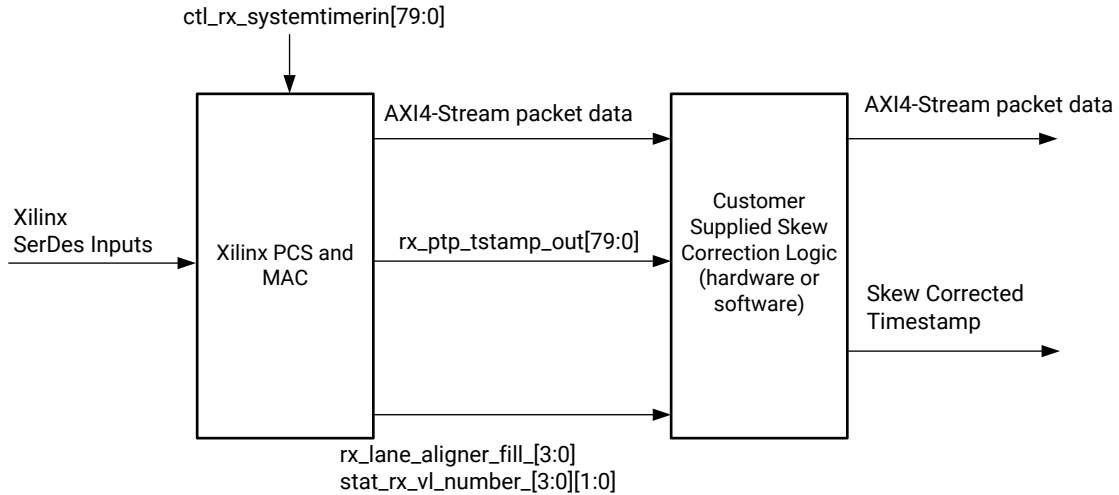 ctl_rx_systemtimerin[79:0]
AXI4-Stream packet data
AXI4-Stream packet data
Xilinx
SerDes Inputs
Xilinx PCS and
MAC
rx_ptp_tstamp_out[79:0]
Customer
Supplied Skew
Correction Logic
(hardware or
software)
Skew Corrected
Timestamp
rx_lane_aligner_fill_[3:0]
stat_rx_vl_number_[3:0][1:0]